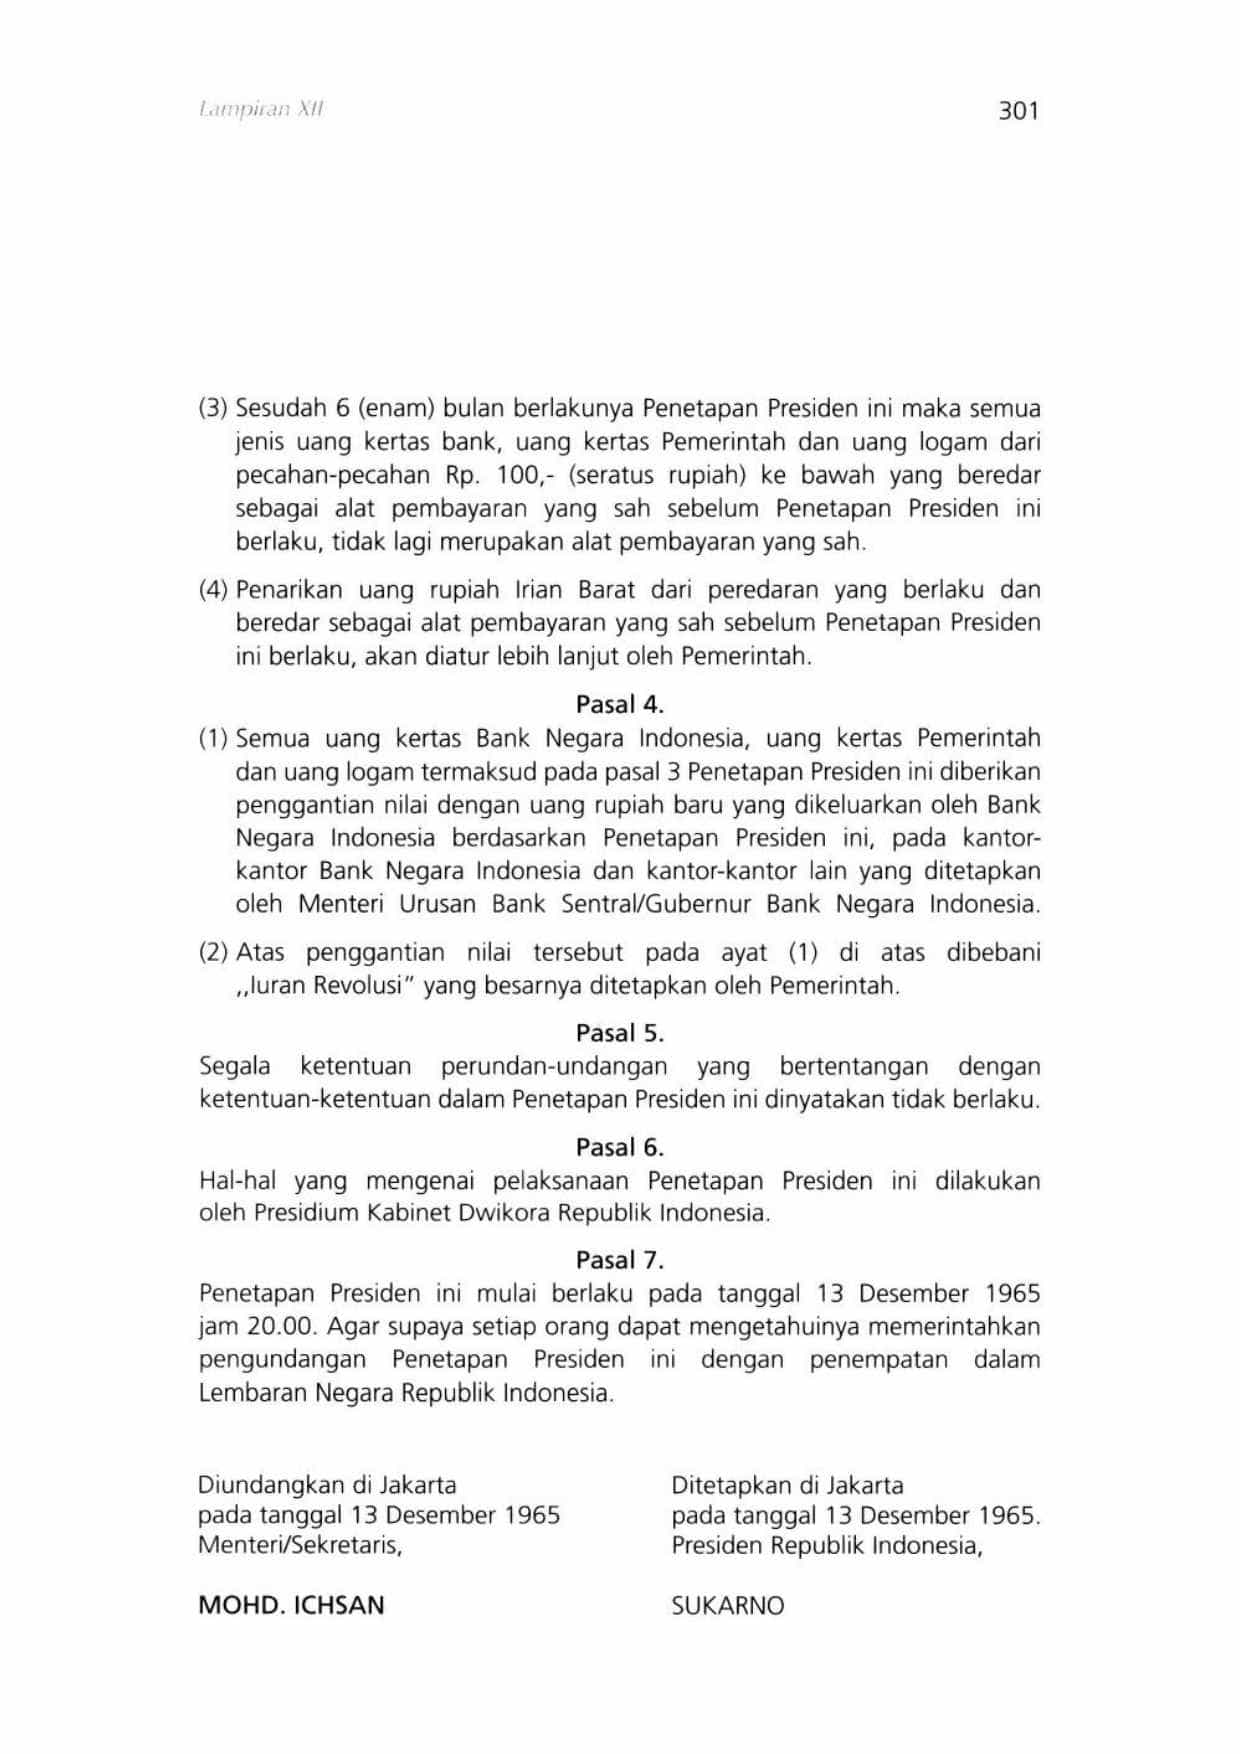 Lampiran XII 301
(3) Sesudah 6 (enam) bulan berlakunya Penetapan Presiden ini maka semua
jenis uang kertas bank, uang kertas Pemerintah dan uang logam dari
pecahan-pecahan Rp. 100,- (seratus rupiah) ke bawah yang beredar
sebagai alat pembayaran yang sah sebelum Penetapan Presiden ini
berlaku, tidak lagi merupakan alat pembayaran yang sah.
(4) Penarikan uang rupiah Irian Barat dari peredaran yang berlaku dan
beredar sebagai alat pembayaran yang sah sebelum Penetapan Presiden
ini berlaku, akan diatur lebih lanjut oleh Pemerintah.
Pasal 4.
(1) Semua uang kertas Bank Negara Indonesia, uang kertas Pemerintah
dan uang logam termaksud pada pasal 3 Penetapan Presiden ini diberikan
penggantian nilai dengan uang rupiah baru yang dikeluarkan oleh Bank
Negara Indonesia berdasarkan Penetapan Presiden ini, pada kantor-
kantor Bank Negara Indonesia dan kantor-kantor lain yang ditetapkan
oleh Menteri Urusan Bank Sentral/Gubernur Bank Negara Indonesia.
(2) Atas penggantian nilai tersebut pada ayat (1) di atas dibebani
,,Iuran Revolusi” yang besarnya ditetapkan oleh Pemerintah.
Pasal 5.
Segala ketentuan perundan-undangan yang bertentangan dengan
ketentuan-ketentuan dalam Penetapan Presiden ini dinyatakan tidak berlaku.
Pasal 6.
Hal-hal yang mengenai pelaksanaan Penetapan Presiden ini dilakukan
oleh Presidium Kabinet Dwikora Republik Indonesia.
Pasal 7.
Penetapan Presiden ini mulai berlaku pada tanggal 13 Desember 1965
jam 20.00. Agar supaya setiap orang dapat mengetahuinya memerintahkan
pengundangan Penetapan Presiden ini dengan penempatan dalam
Lembaran Negara Republik Indonesia.
Diundangkan di Jakarta
pada tanggal 13 Desember 1965
Menteri/Sekretaris,
MOHD. ICHSAN
Ditetapkan di Jakarta
pada tanggal 13 Desember 1965.
Presiden Republik Indonesia,
SUKARNO